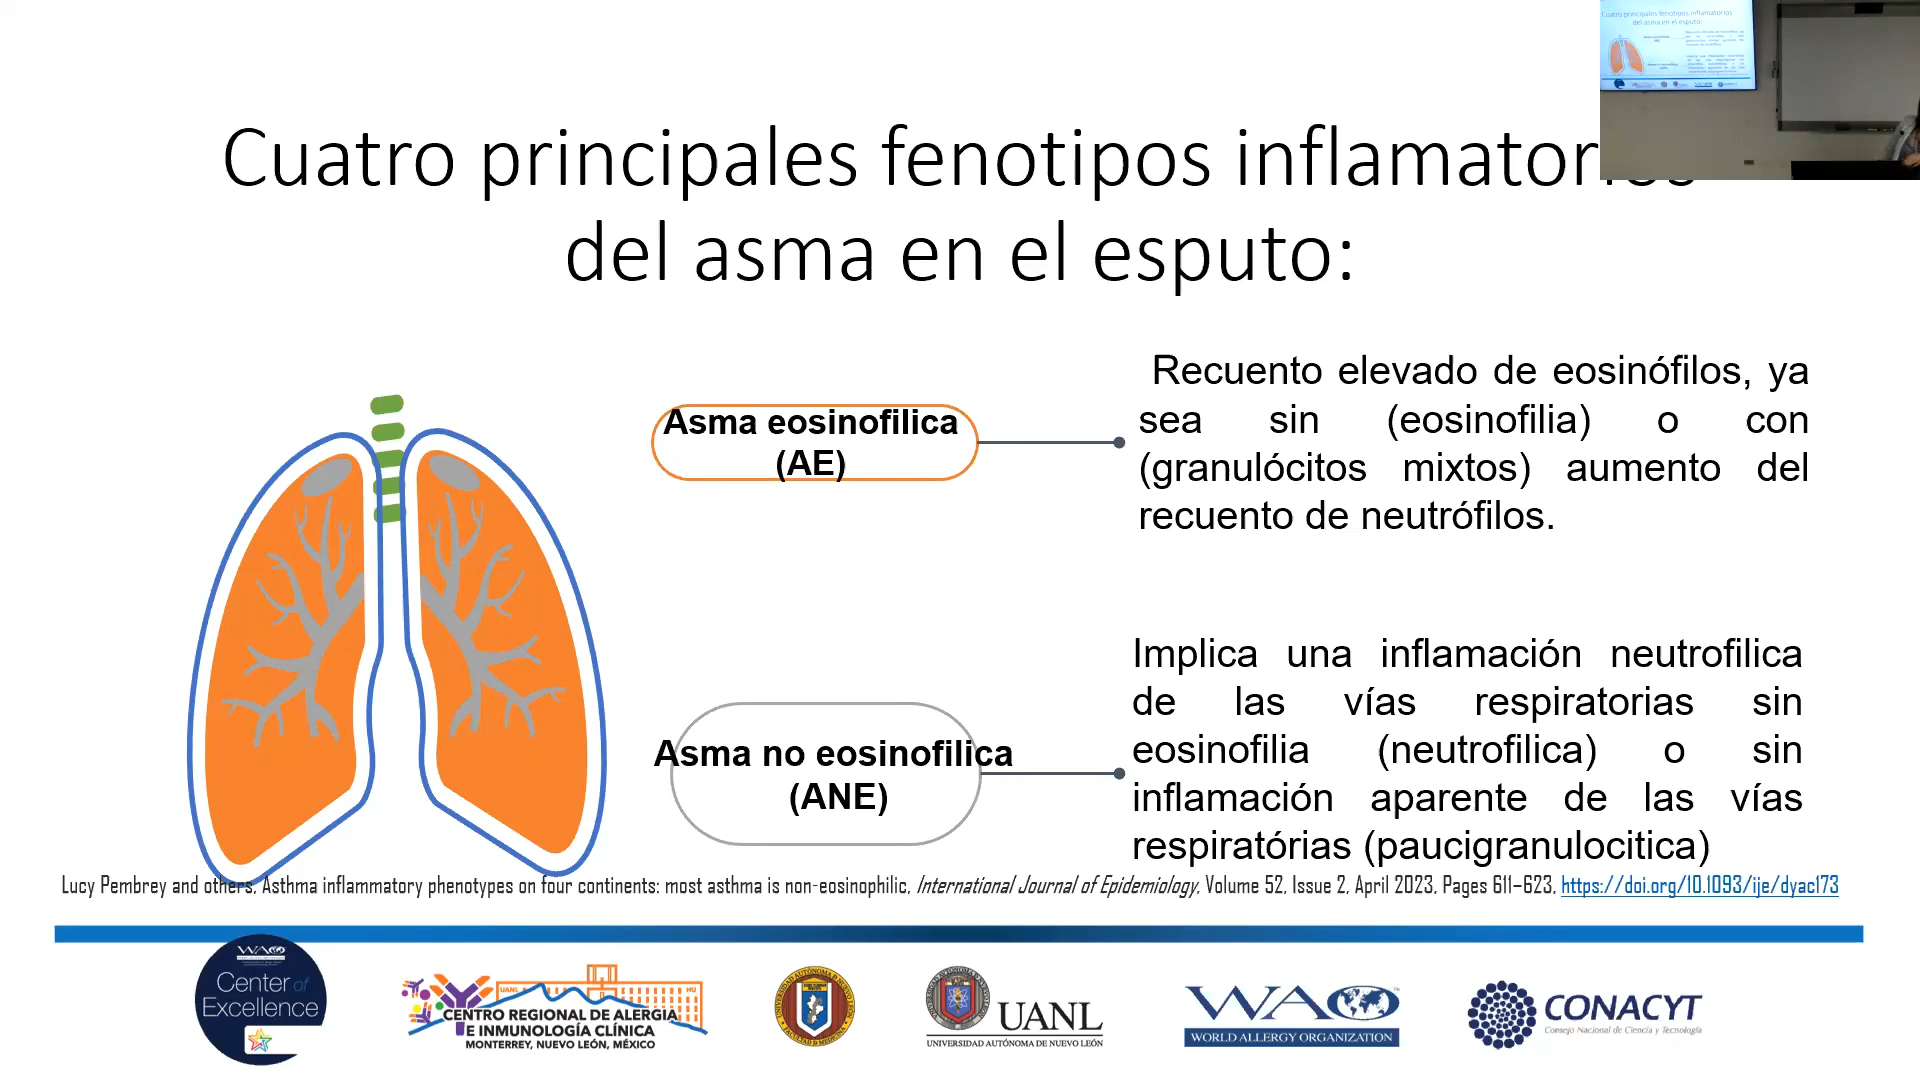 Cuatro principales fenotipos inflamatorios
del asma en el esputo:
Asma eosinofilica
(AE)
Recuento elevado de eosinófilos, ya
sea sin (eosinofilia) o con
(granulócitos mixtos) aumento del
recuento de neutrófilos.
Asma no eosinofilica
(ANE)
Implica una inflamación neutrofilica
de las vías respiratorias sin
eosinofilia (neutrofilica) o sin
inflamación aparente de las vías
respiratórias (paucigranulocitica)
Lucy Pembrey and others, Asthma inflammatory phenotypes on four continents: most asthma is non-eosinophilic, International Journal of Epidemiology, Volume 52, Issue 2, April 2023, Pages 611–623, https://doi.org/10.1093/ije/dyac173
WAO
Center of
Excellence
UANL HU
CENTRO REGIONAL DE ALERGIA
E INMUNOLOGÍA CLÍNICA
MONTERREY, NUEVO LEÓN, MÉXICO
UANL
UNIVERSIDAD AUTÓNOMA DE NUEVO LEÓN
WAO
WORLD ALLERGY ORGANIZATION
CONACYT
Consejo Nacional de Ciencia y Tecnología